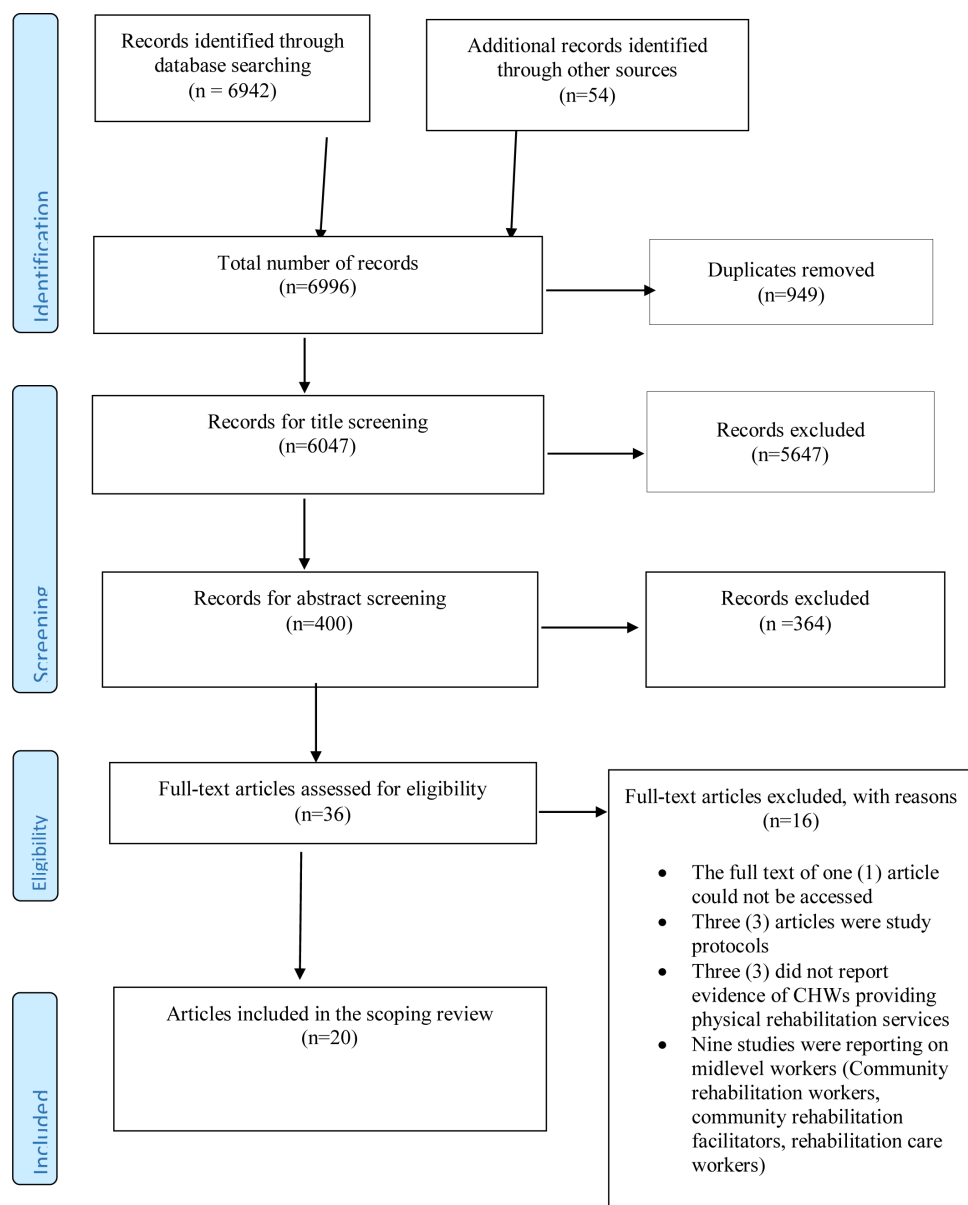 Records identified through
database searching
(n = 6942)
Additional records identified
through other sources
(n=54)
Identification
Total number of records
(n=6996)
Duplicates removed
(n=949)
Records for title screening
(n=6047)
Records excluded
(n=5647)
Screening
Records for abstract screening
(n=400)
Records excluded
(n =364)
Eligibility
Full-text articles assessed for eligibility
(n=36)
Full-text articles excluded, with reasons
(n=16)
• The full text of one (1) article
could not be accessed
• Three (3) articles were study
protocols
• Three (3) did not report
evidence of CHWs providing
physical rehabilitation services
• Nine studies were reporting on
midlevel workers (Community
rehabilitation workers,
community rehabilitation
facilitators, rehabilitation care
workers)
Included
Articles included in the scoping review
(n=20)